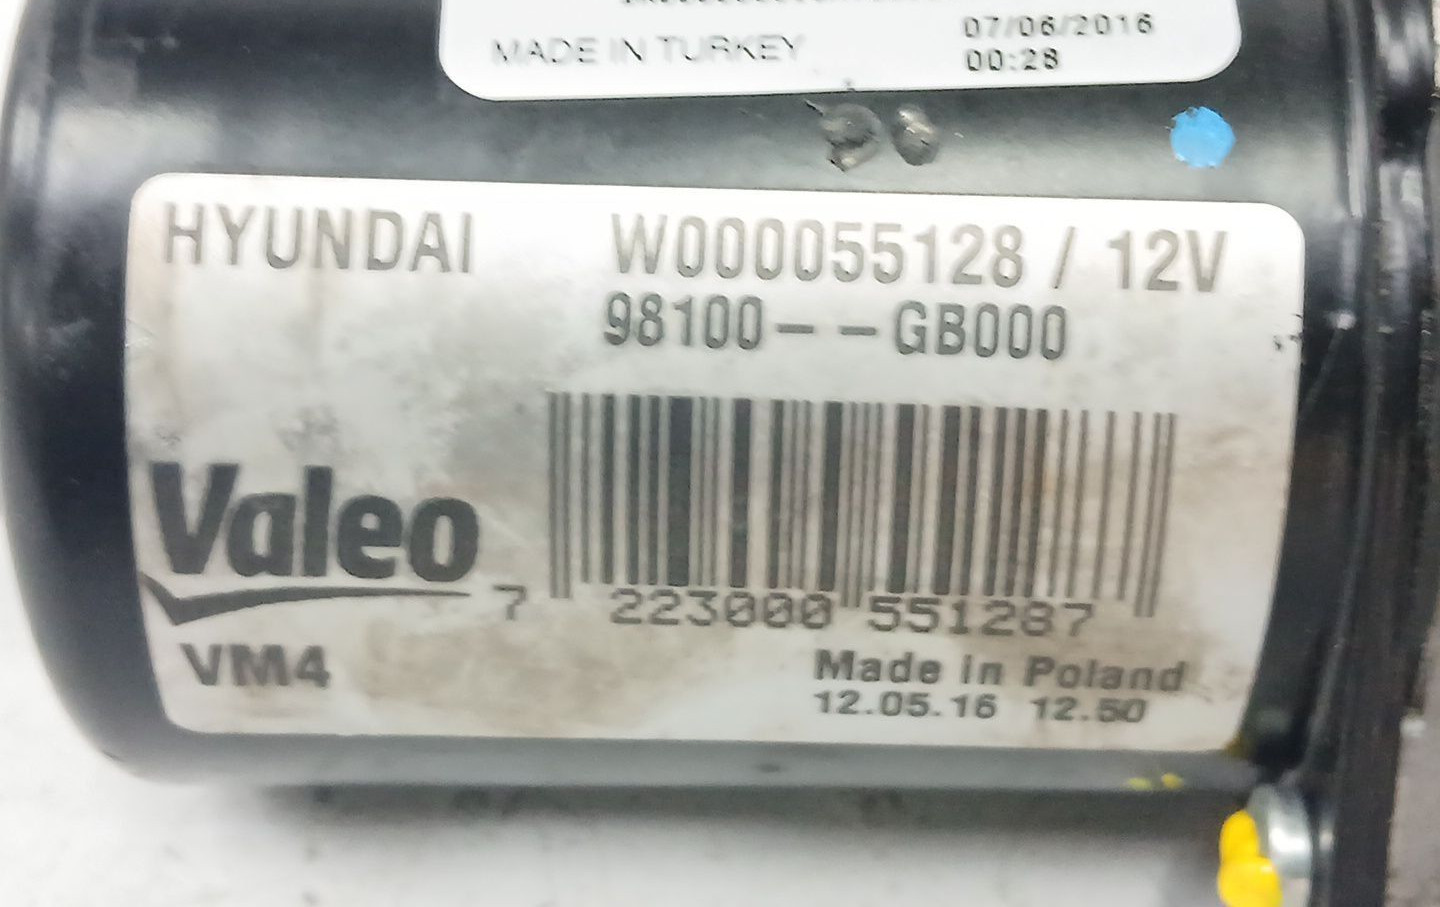 MADE IN TURKEY
07/06/2016
00:28
HYUNDAI W000055128 / 12V
98100--GB000
Valeo
7 223000 551287
VM4
Made in Poland
12.05.16 12.50